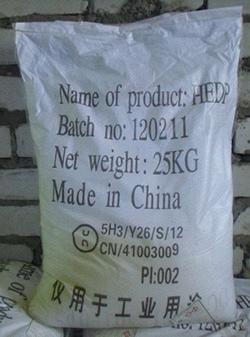 Name of product: HEDP
Batch no: 120211
Net weight: 25KG
Made in China
un
5H3/Y26/S/12
CN/41003009
PI:002
仅用于工业用途